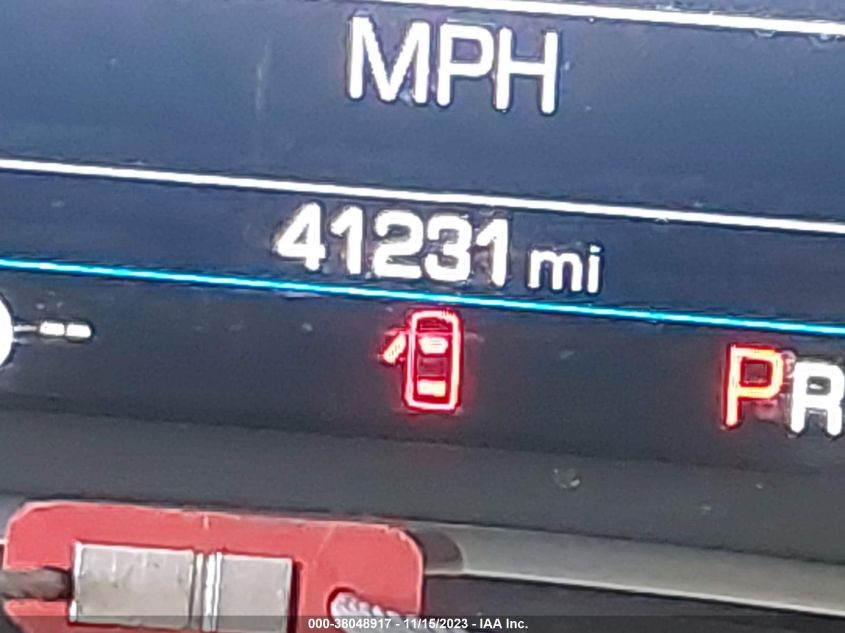 MPH
41231 mi
PR
000-38048917 - 11/15/2023 - IAA Inc.